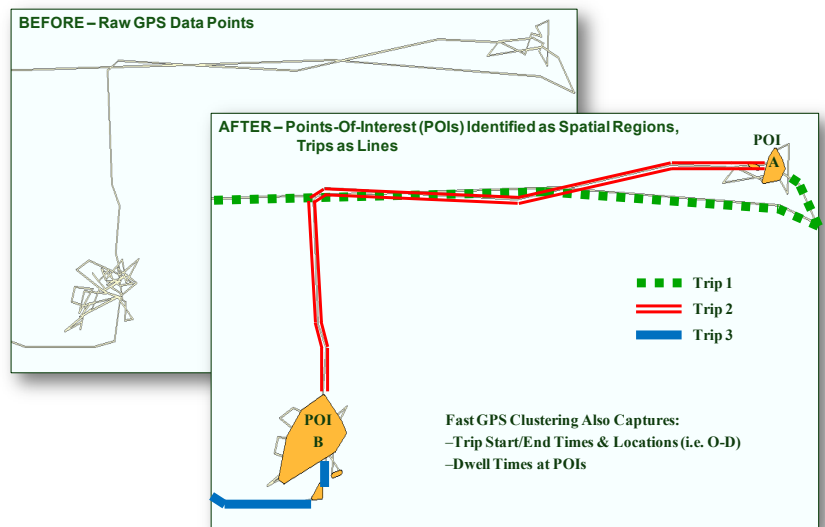 BEFORE – Raw GPS Data Points
AFTER – Points-Of-Interest (POIs) Identified as Spatial Regions,
Trips as Lines
POI
A
Trip 1
Trip 2
Trip 3
POI
B
Fast GPS Clustering Also Captures:
–Trip Start/End Times & Locations (i.e. O-D)
–Dwell Times at POIs